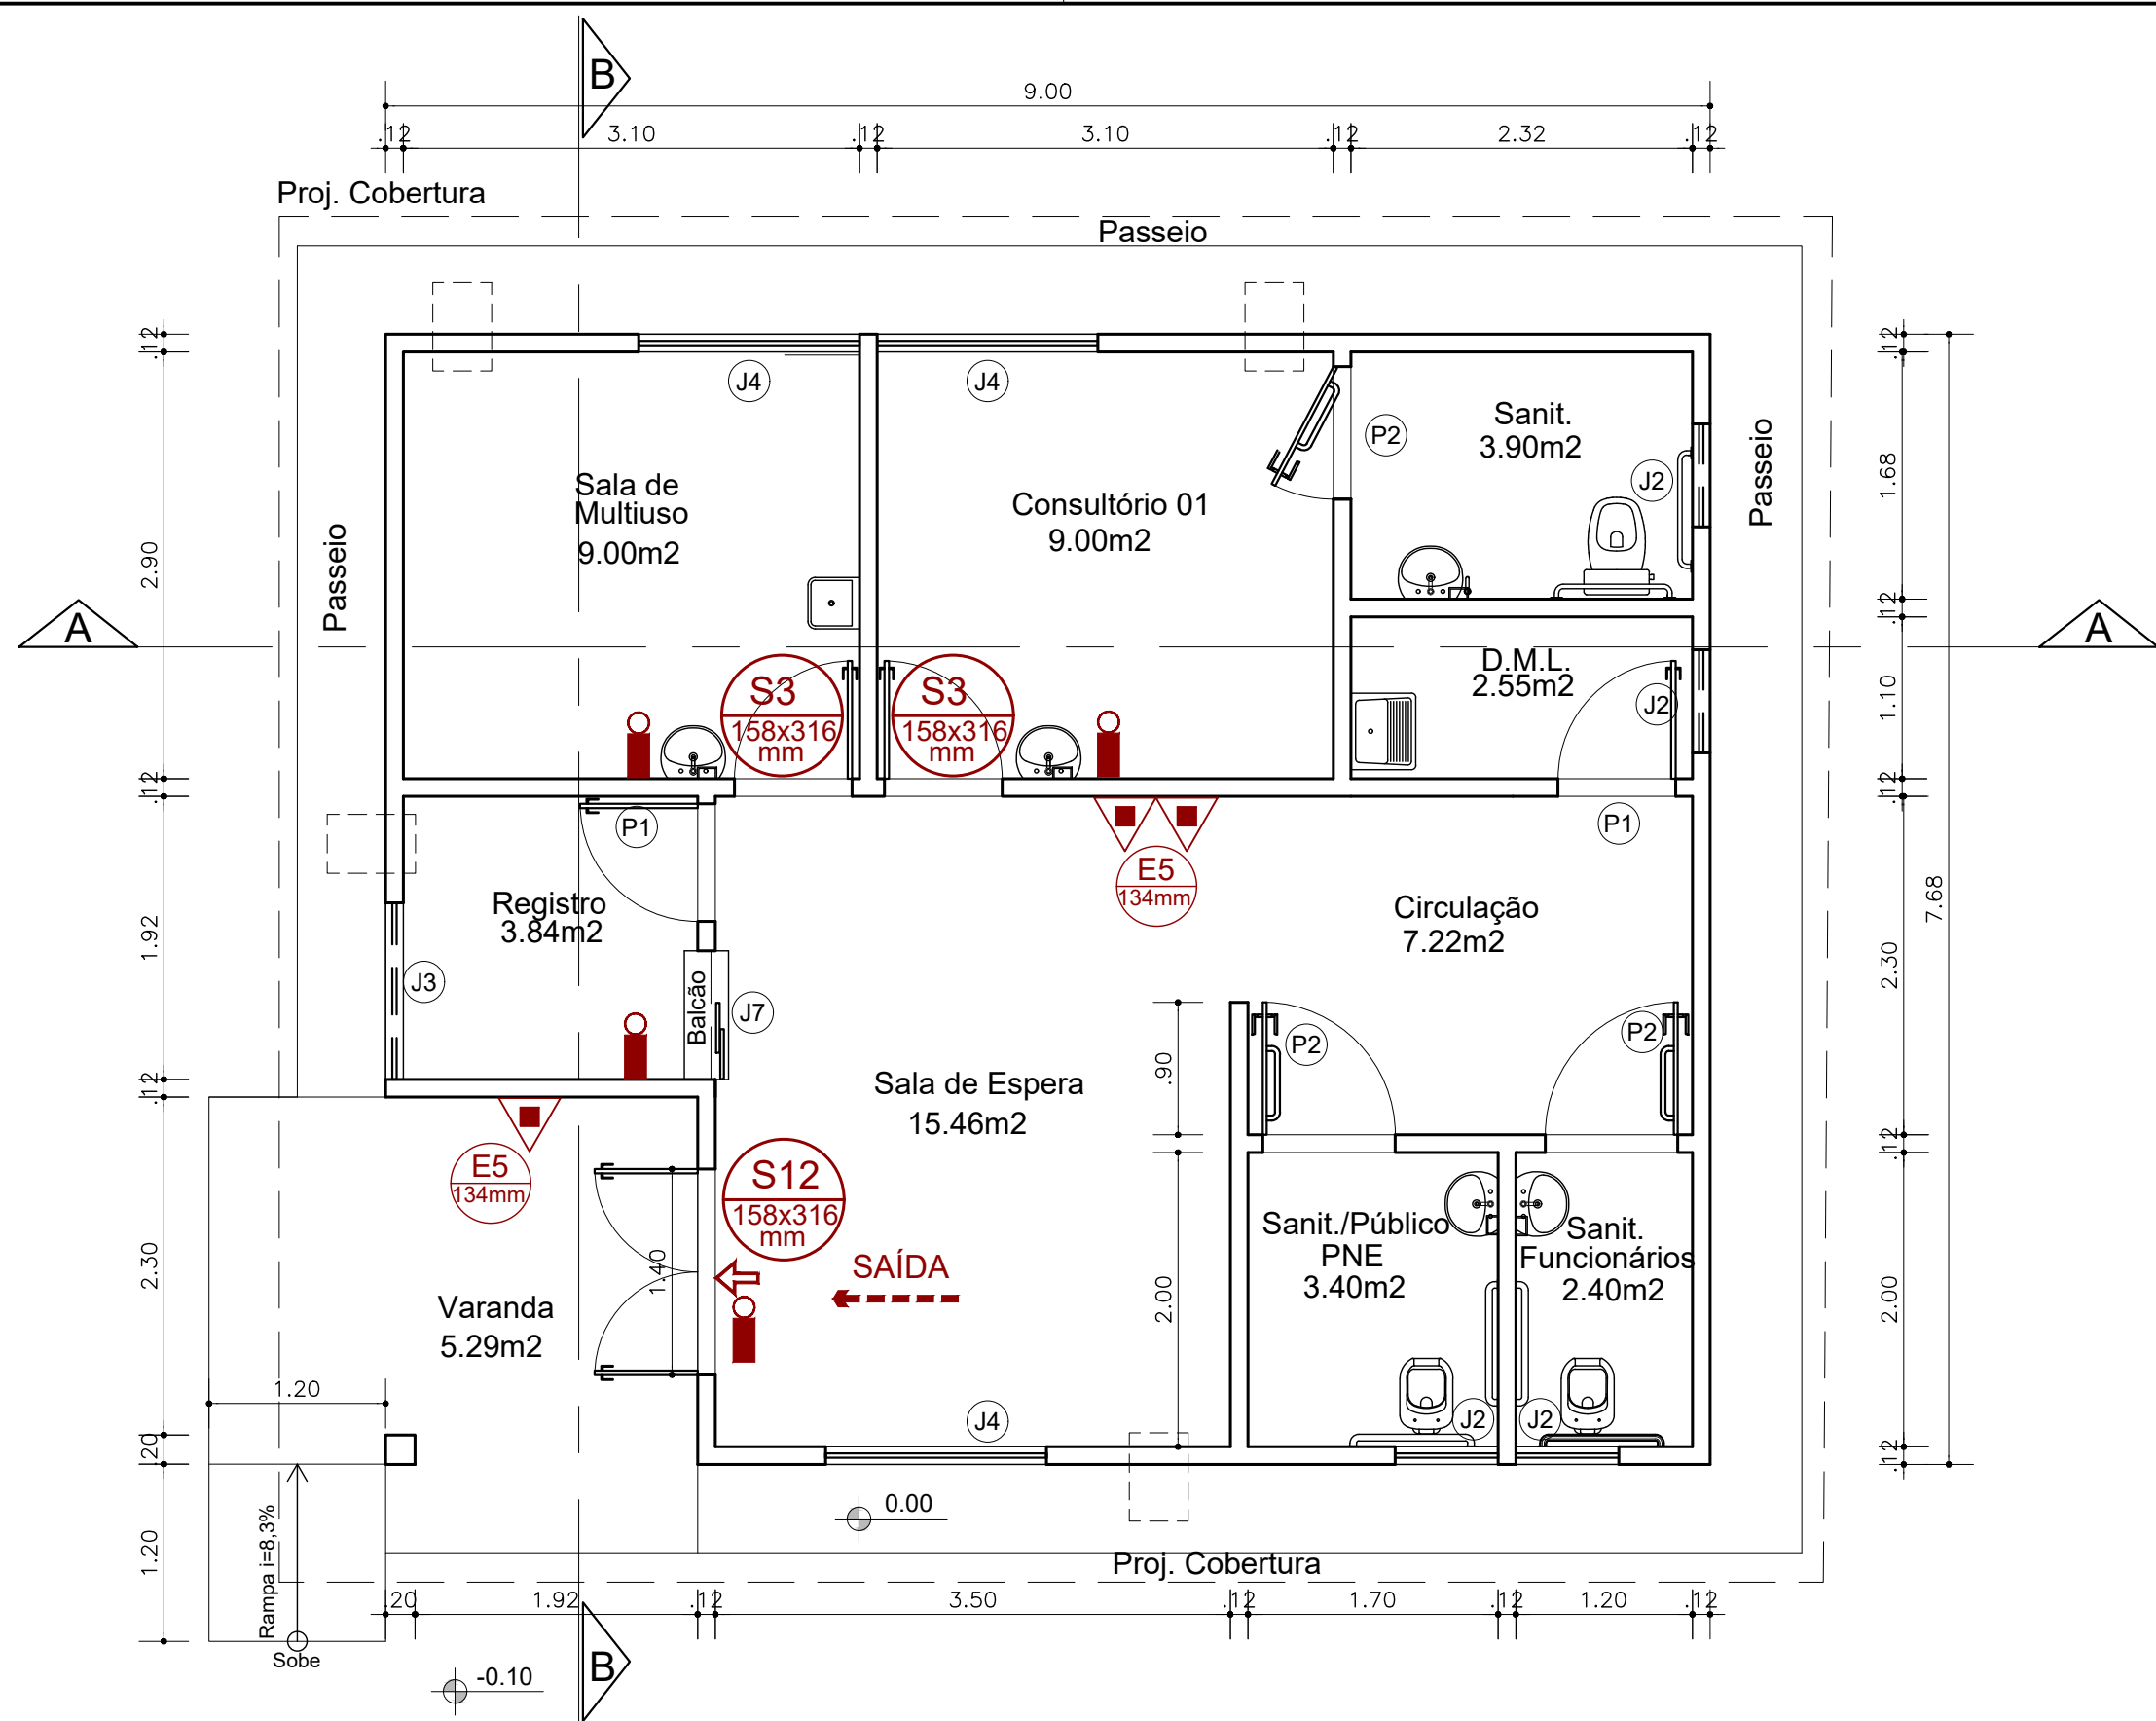 B
9.00
.12
3.10
.12
3.10
.12
2.32
.12
Proj. Cobertura
Passeio
J4
J4
P2
Sanit.
3.90m2
J2
Passeio
Passeio
Sala de
Multiuso
9.00m2
Consultório 01
9.00m2
A
A
D.M.L.
2.55m2
J2
S3
158x316
mm
S3
158x316
mm
P1
P1
E5
134mm
Registro
3.84m2
Circulação
7.22m2
J3
Balcão
J7
P2
P2
Sala de Espera
15.46m2
.90
2.00
E5
134mm
S12
158x316
mm
SAÍDA
1.40
Varanda
5.29m2
Sanit./Público
PNE
3.40m2
Sanit.
Funcionários
2.40m2
1.20
J4
J2
J2
.12
2.90
.12
1.92
.12
2.30
.20
1.20
.12
1.68
.12
1.10
.12
2.30
.12
2.00
.12
7.68
0.00
Proj. Cobertura
Rampa i=8,3%
Sobe
.20
1.92
.12
3.50
.12
1.70
.12
1.20
.12
B
-0.10